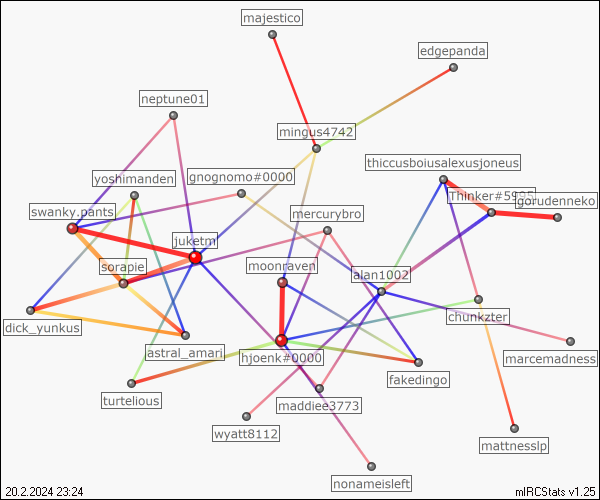 majestico
edgepanda
neptune01
mingus4742
thiccusboiusalexusjoneus
gnognomo#0000
yoshimanden
Thinker#5995
gorudenneko
swanky.pants
mercurybro
juketm
sorapie
moonraven
alan1002
chunkzter
dick_yunkus
astral_amari
hjoenk#0000
marcemadness
fakedingo
turtelious
maddiee3773
wyatt8112
mattnesslp
nonameisleft
20.2.2024 23:24
mIRCStats v1.25